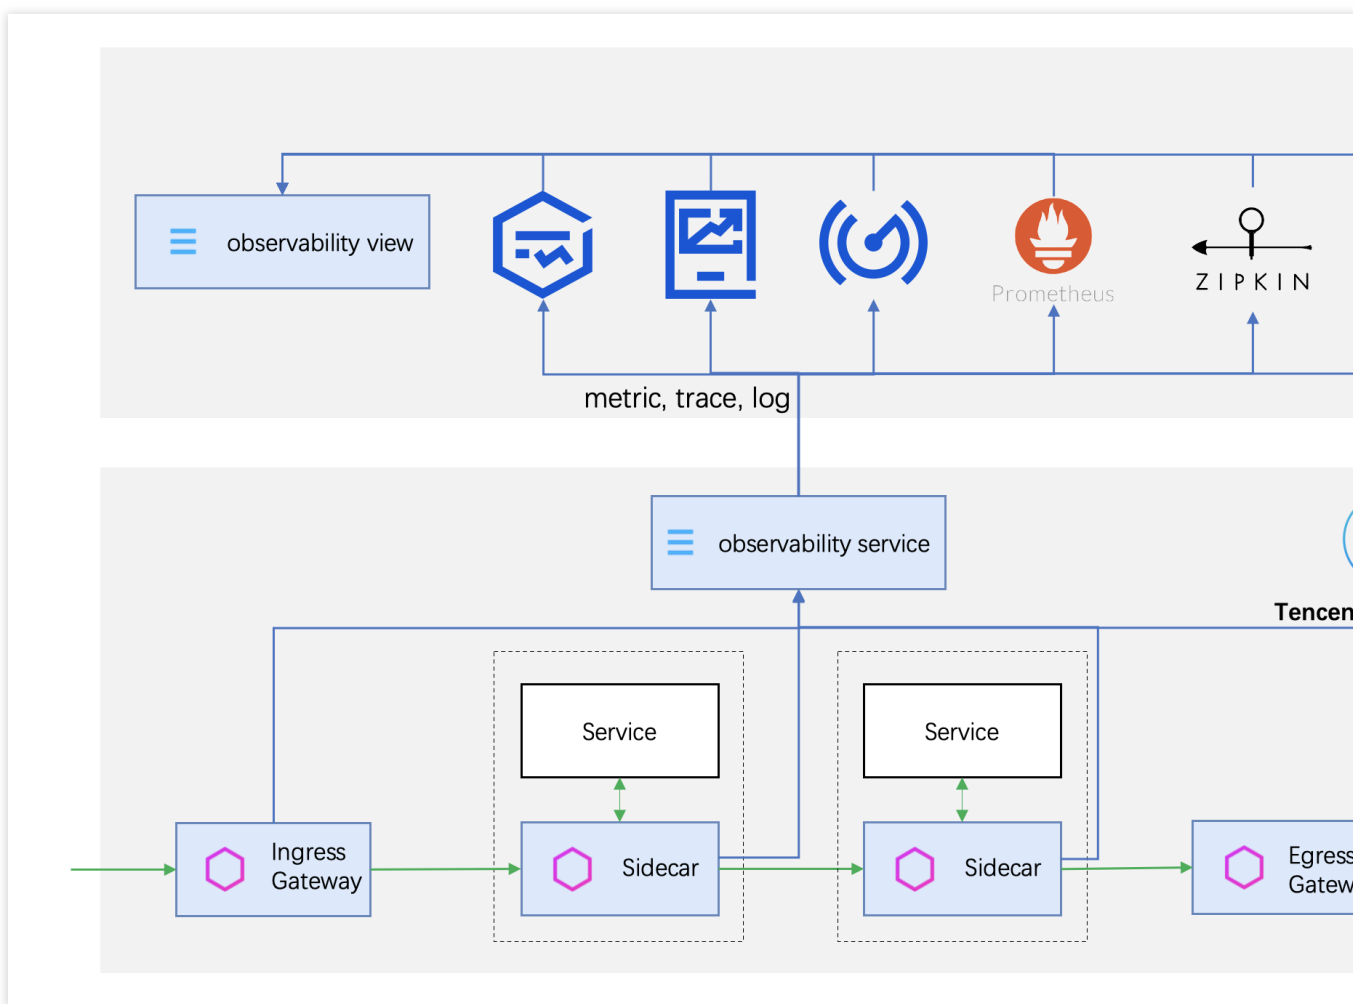 observability view
Prometheus
ZIPKIN
metric, trace, log
observability service
Tencen
Service
Service
Ingress
Gateway
Sidecar
Sidecar
Egress
Gatew